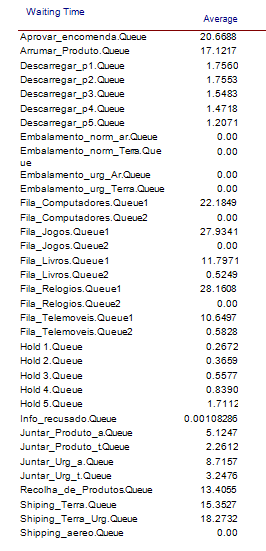 Waiting Time
Average
Aprovar_encomenda.Queue 20.6688
Arrumar_Produto.Queue 17.1217
Descarregar_p1.Queue 1.7560
Descarregar_p2.Queue 1.7553
Descarregar_p3.Queue 1.5483
Descarregar_p4.Queue 1.4718
Descarregar_p5.Queue 1.2071
Embalamento_norm_ar.Queue 0.00
Embalamento_norm_Terra.Que 0.00
ue
Embalamento_urg_Ar.Queue 0.00
Embalamento_urg_Terra.Queue 0.00
Fila_Computadores.Queue1 22.1849
Fila_Computadores.Queue2 0.00
Fila_Jogos.Queue1 27.9341
Fila_Jogos.Queue2 0.00
Fila_Livros.Queue1 11.7971
Fila_Livros.Queue2 0.5249
Fila_Relogios.Queue1 28.1608
Fila_Relogios.Queue2 0.00
Fila_Telemoveis.Queue1 10.6497
Fila_Telemoveis.Queue2 0.5828
Hold 1.Queue 0.2672
Hold 2.Queue 0.3659
Hold 3.Queue 0.5577
Hold 4.Queue 0.8390
Hold 5.Queue 1.7112
Info_recusado.Queue 0.00108286
Juntar_Produto_a.Queue 5.1247
Juntar_Produto_t.Queue 2.2612
Juntar_Urg_a.Queue 8.7157
Juntar_Urg_t.Queue 3.2476
Recolha_de_Produtos.Queue 13.4055
Shiping_Terra.Queue 15.3527
Shiping_Terra_Urg.Queue 18.2732
Shipping_aereo.Queue 0.00